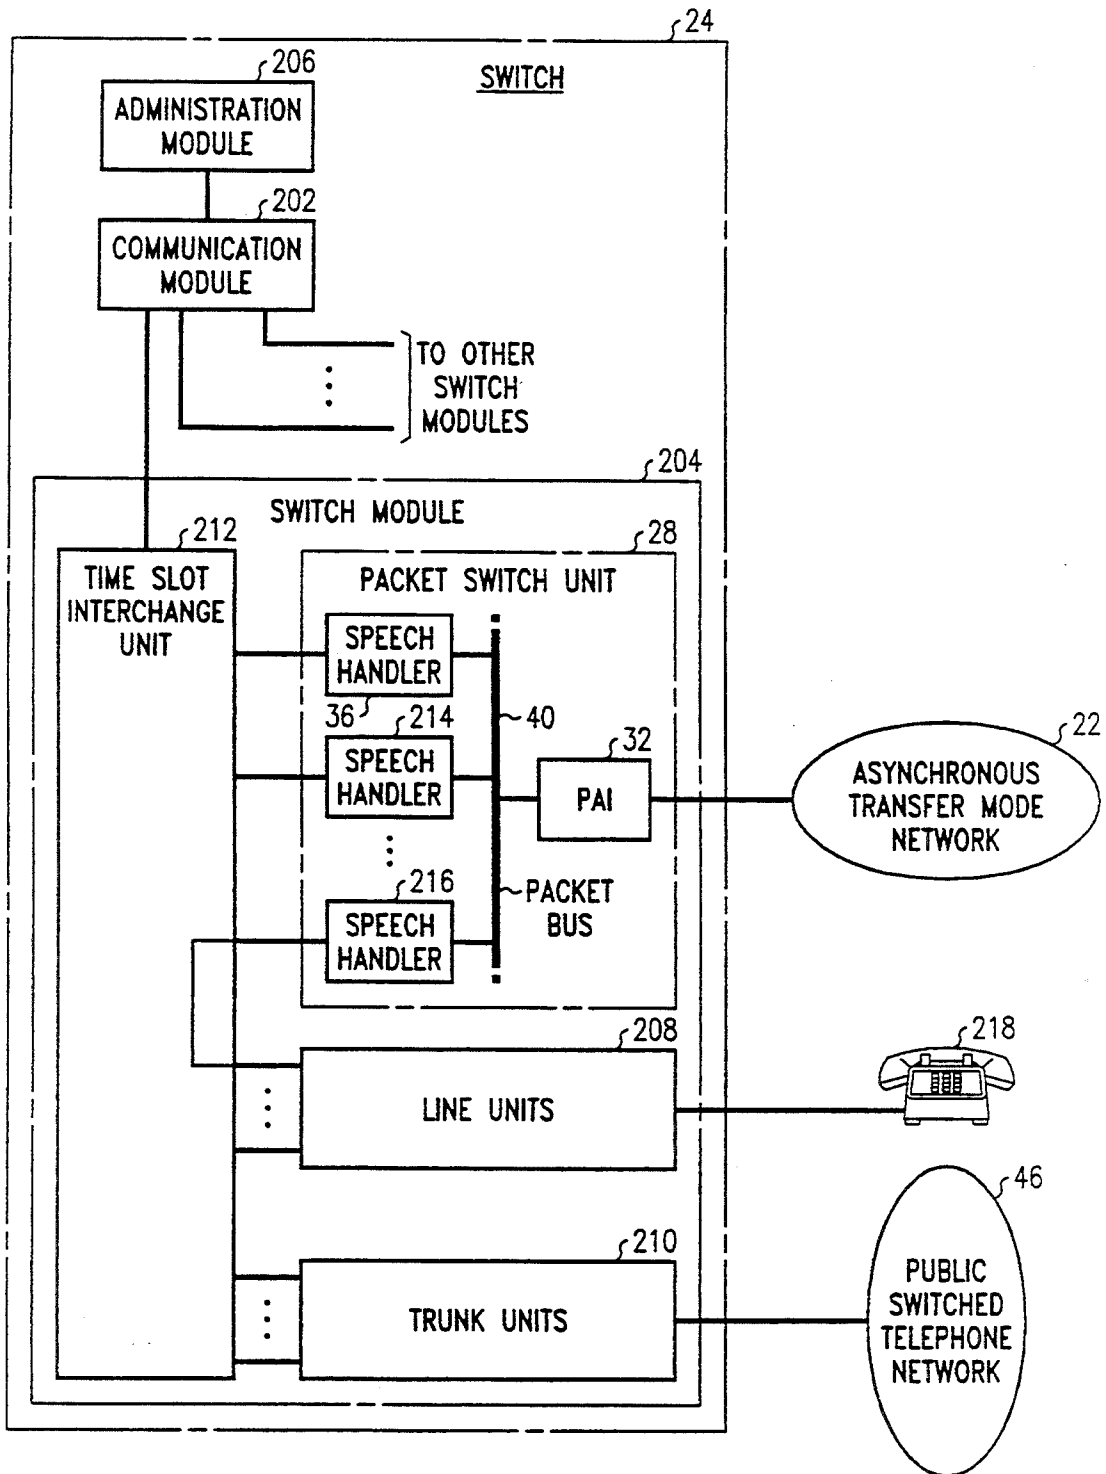 24
SWITCH
206
ADMINISTRATION
MODULE
202
COMMUNICATION
MODULE
TO OTHER
SWITCH
MODULES
204
SWITCH MODULE
212
TIME SLOT
INTERCHANGE
UNIT
28
PACKET SWITCH UNIT
SPEECH
HANDLER
36
214
SPEECH
HANDLER
40
32
PAI
216
SPEECH
HANDLER
PACKET
BUS
22
ASYNCHRONOUS
TRANSFER MODE
NETWORK
208
LINE UNITS
218
210
TRUNK UNITS
46
PUBLIC
SWITCHED
TELEPHONE
NETWORK